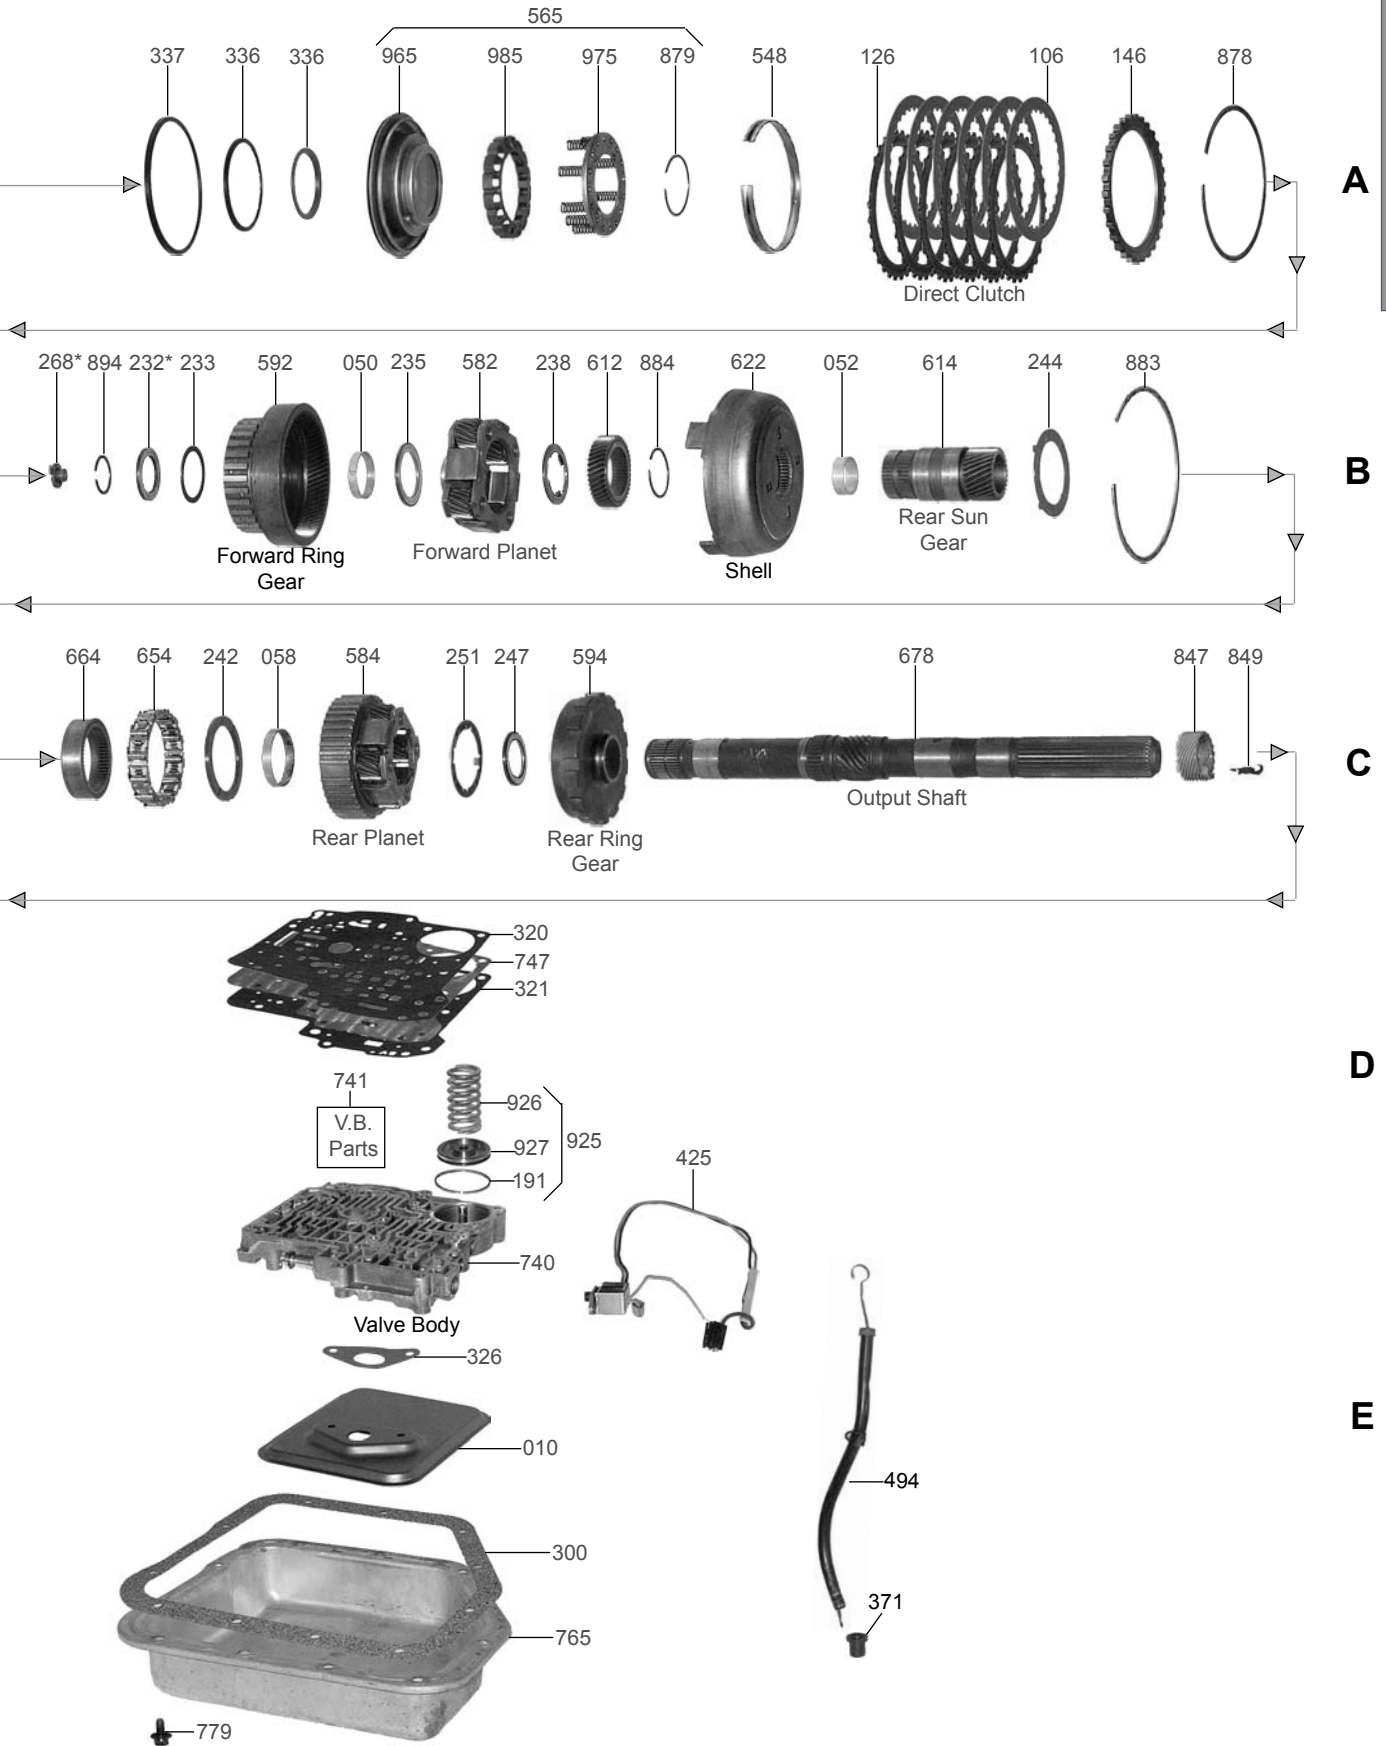 565
337 336 336 965 985 975 879 548 126 106 146 878
A
Direct Clutch
268* 894 232* 233 592 050 235 582 238 612 884 622 052 614 244 883
B
Forward Ring
Gear
Forward Planet
Shell
Rear Sun
Gear
664 654 242 058 584 251 247 594 678 847 849
C
Rear Planet
Rear Ring
Gear
Output Shaft
320
747
321
D
741
V.B.
Parts
926
927
925
191
425
740
Valve Body
326
E
010
494
300
371
765
779